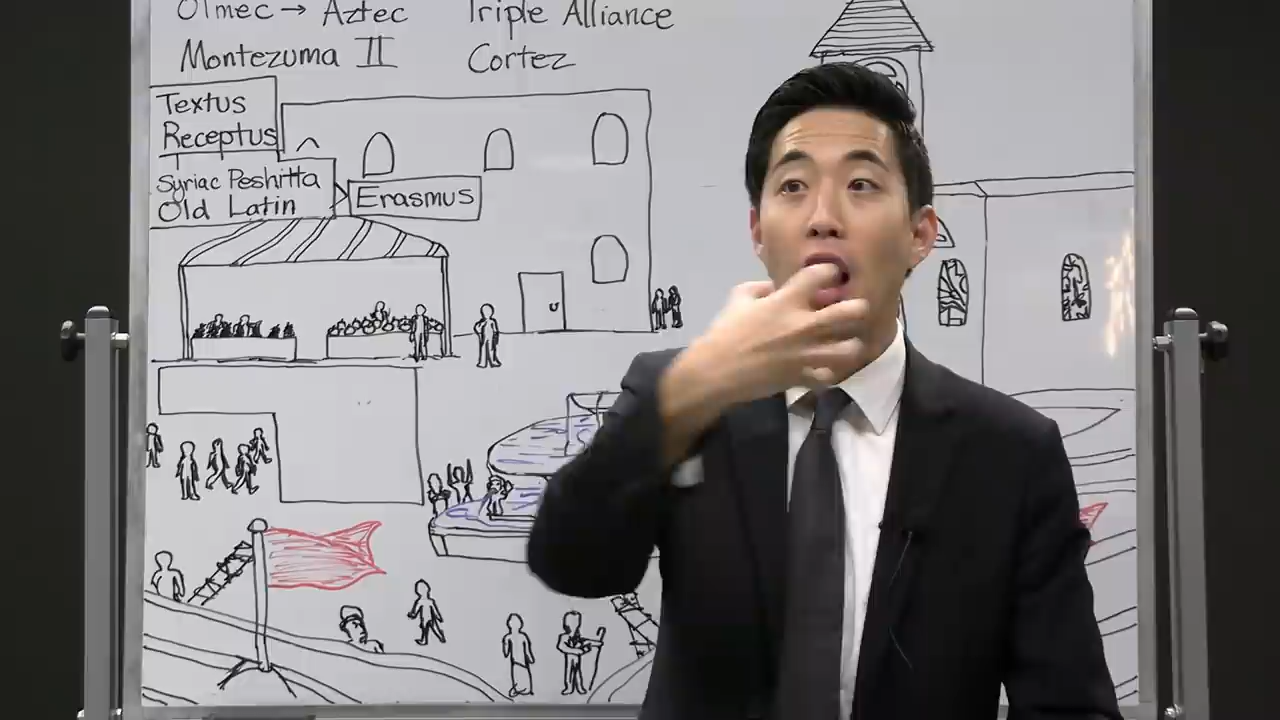 Olmec → Aztec
Triple Alliance
Montezuma II
Cortez
Textus
Receptus
Syriac Peshitta
Old Latin
Erasmus